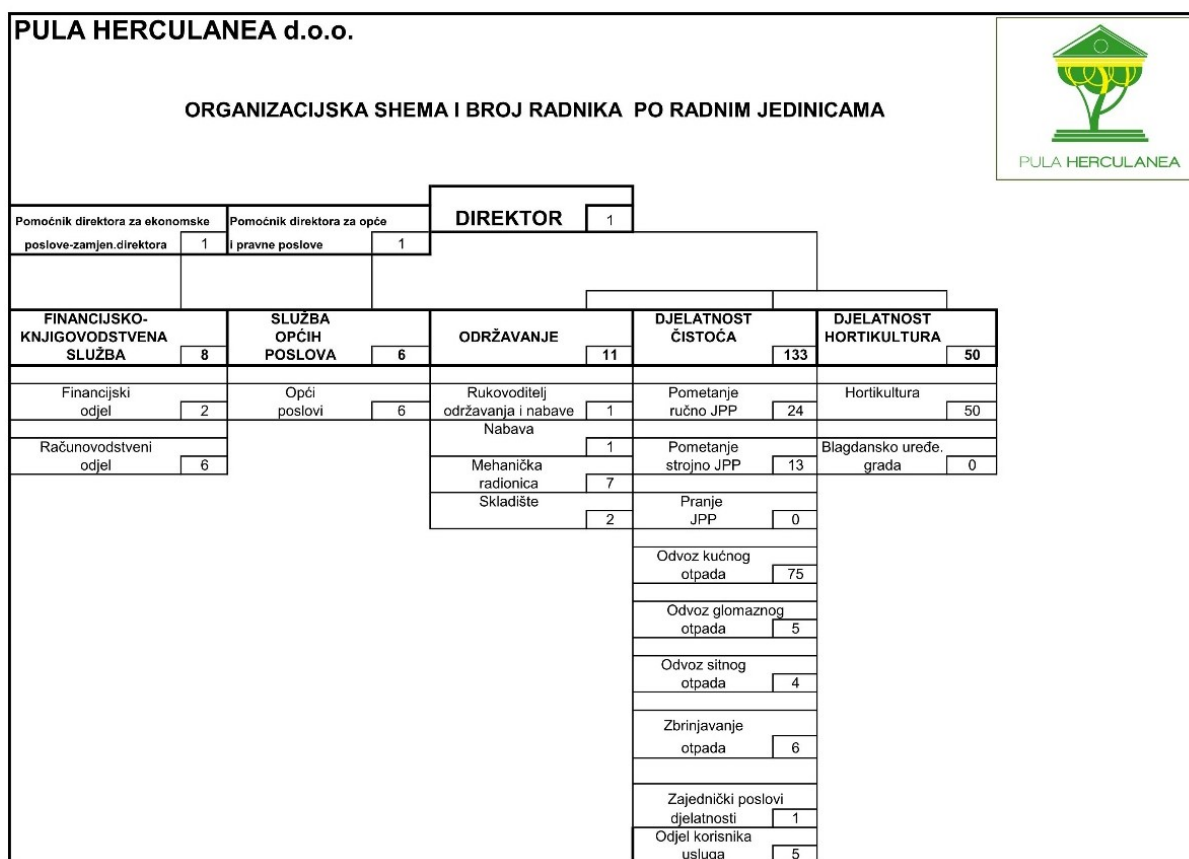 PULA HERCULANEA d.o.o.
PULA HERCULANEA
ORGANIZACIJSKA SHEMA I BROJ RADNIKA PO RADNIM JEDINICAMA
DIREKTOR 1
Pomoćnik direktora za ekonomske
poslove-zamjen.direktora 1
Pomoćnik direktora za opće
i pravne poslove 1
FINANCIJSKO-
KNJIGOVODSTVENA
SLUŽBA 8
Financijski
odjel 2
Računovodstveni
odjel 6
SLUŽBA
OPĆIH
POSLOVA 6
Opći
poslovi 6
ODRŽAVANJE 11
Rukovoditelj
održavanja i nabave 1
Nabava
1
Mehanička
radionica 7
Skladište
2
DJELATNOST
ČISTOĆA 133
Pometanje
ručno JPP 24
Pometanje
strojno JPP 13
Pranje
JPP 0
Odvoz kućnog
otpada 75
Odvoz glomaznog
otpada 5
Odvoz sitnog
otpada 4
Zbrinjavanje
otpada 6
Zajednički poslovi
djelatnosti 1
Odjel korisnika
usluga 5
DJELATNOST
HORTIKULTURA 50
Hortikultura
50
Blagdansko uređe.
grada 0